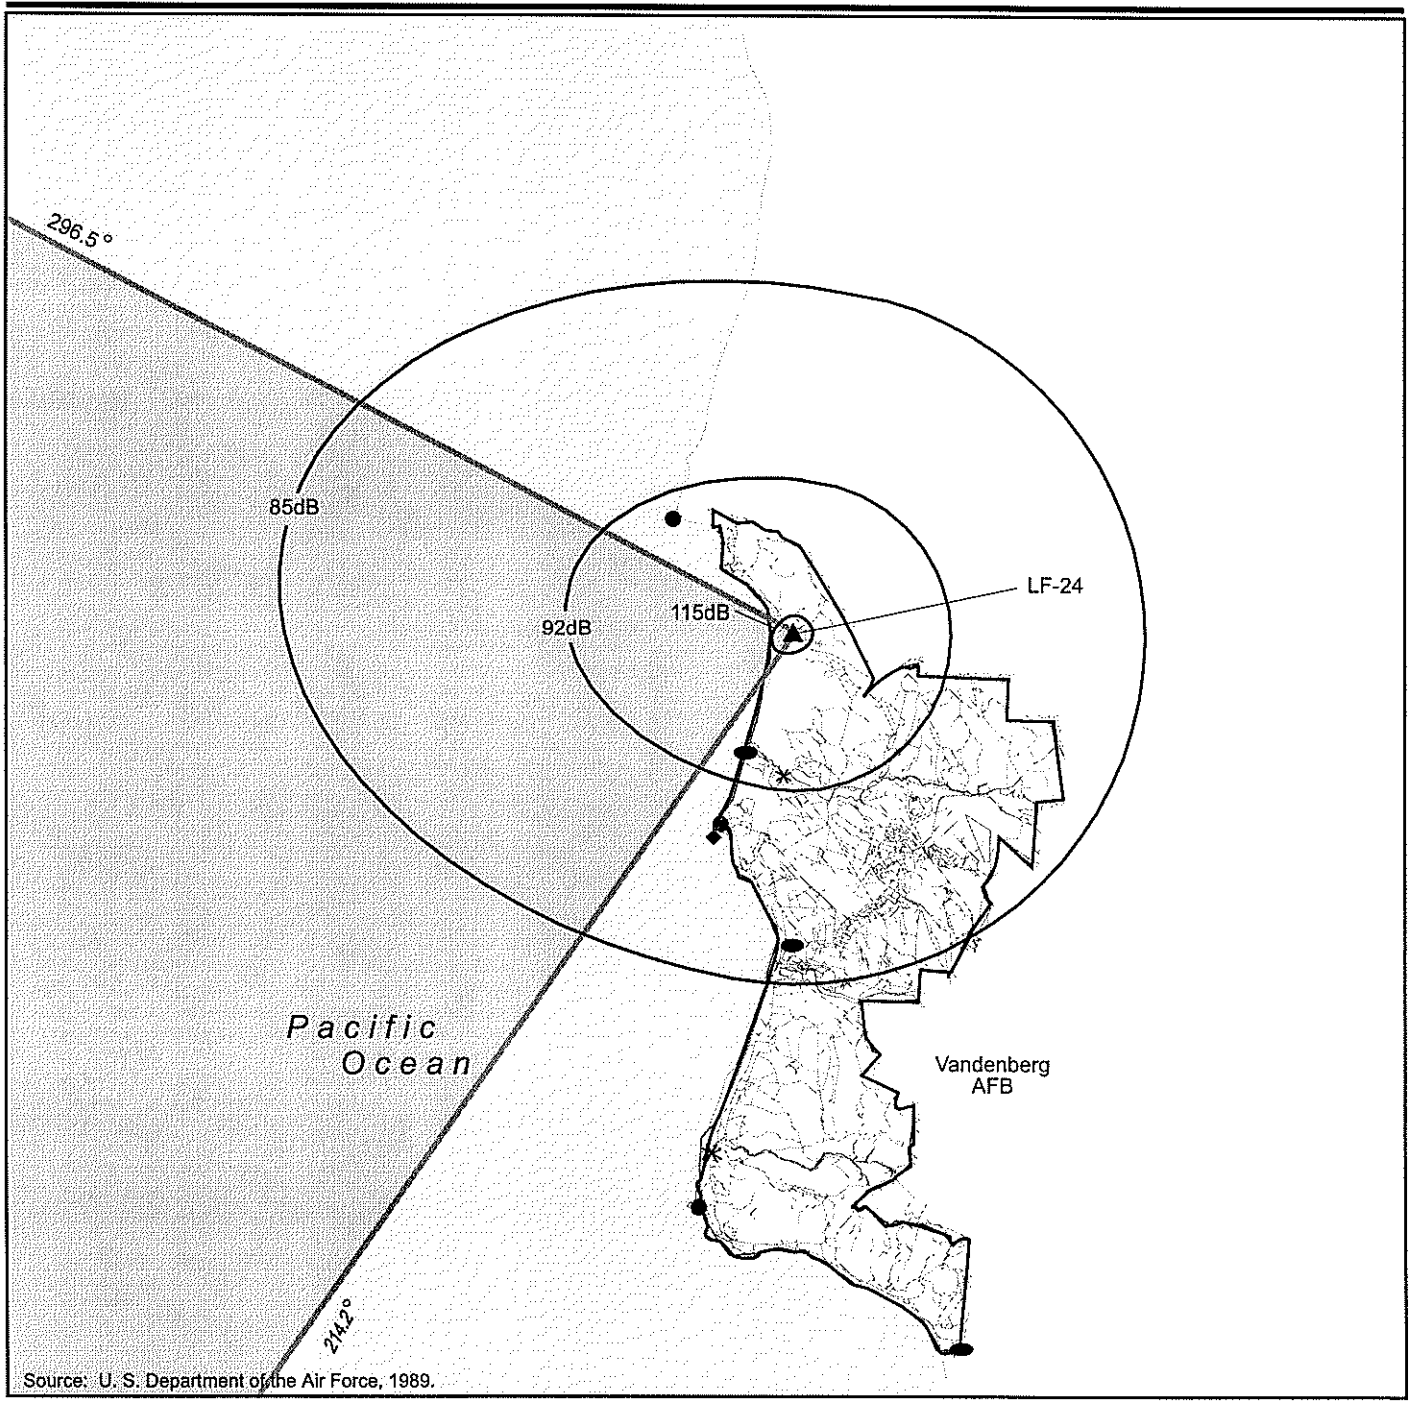 296.5°
85dB
LF-24
115dB
92dB
Pacific
Ocean
Vandenberg
AFB
214.2°
Source: U. S. Department of the Air Force, 1989.